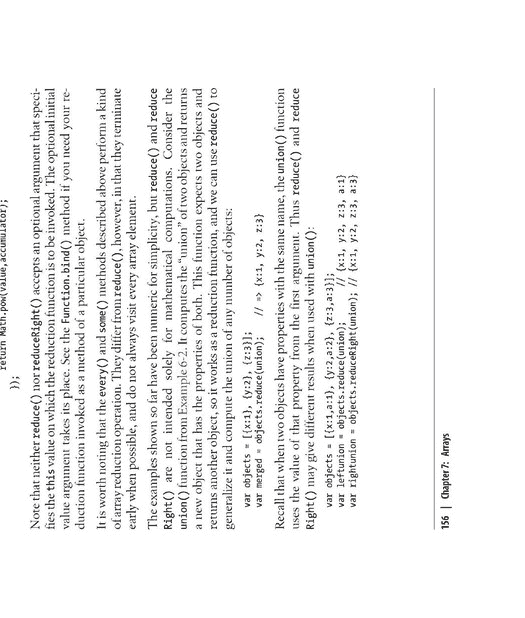 return Math.pow(value,accumulator);
});
Note that neither reduce() nor reduceRight() accepts an optional argument that speci-
fies the this value on which the reduction function is to be invoked. The optional initial
value argument takes its place. See the Function.bind() method if you need your re-
duction function invoked as a method of a particular object.
It is worth noting that the every() and some() methods described above perform a kind
of array reduction operation. They differ from reduce(), however, in that they terminate
early when possible, and do not always visit every array element.
The examples shown so far have been numeric for simplicity, but reduce() and reduce
Right() are not intended solely for mathematical computations. Consider the
union() function from Example 6-2. It computes the "union" of two objects and returns
a new object that has the properties of both. This function expects two objects and
returns another object, so it works as a reduction function, and we can use reduce() to
generalize it and compute the union of any number of objects:
var objects = [{x:1}, {y:2}, {z:3}];
var merged = objects.reduce(union); // => {x:1, y:2, z:3}
Recall that when two objects have properties with the same name, the union() function
uses the value of that property from the first argument. Thus reduce() and reduce
Right() may give different results when used with union():
var objects = [{x:1,a:1}, {y:2,a:2}, {z:3,a:3}];
var leftunion = objects.reduce(union); // {x:1, y:2, z:3, a:1}
var rightunion = objects.reduceRight(union); // {x:1, y:2, z:3, a:3}
156 | Chapter 7: Arrays